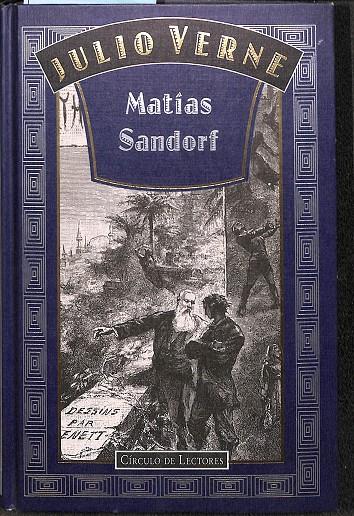 JULIO VERNE
Matías
Sandorf
DESSINS
PAR
BENETT
CÍRCULO DE LECTORES